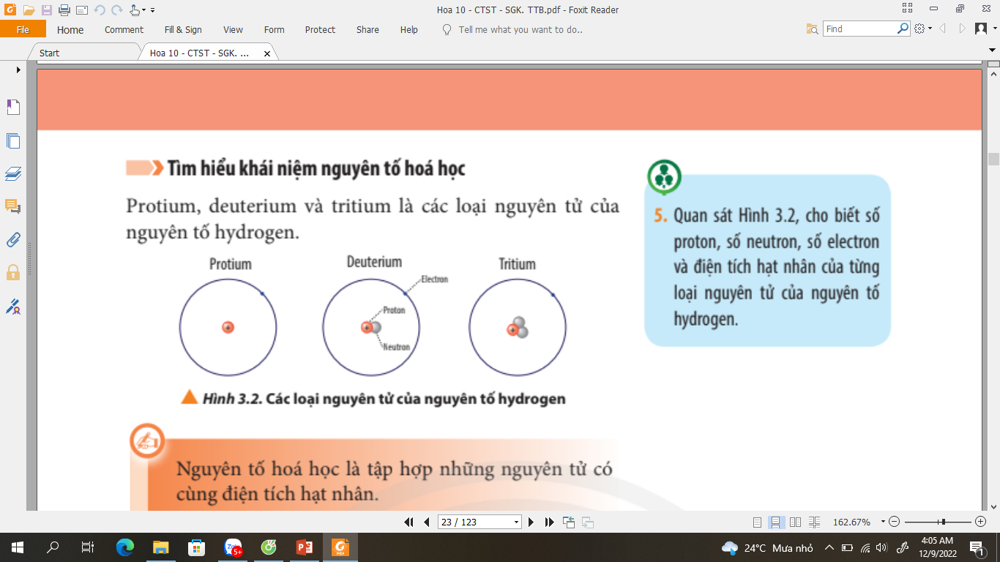 Hoa 10 - CTST - SGK. TTB.pdf - Foxit Reader
File Home Comment Fill & Sign View Form Protect Share Help Tell me what you want to do.. Find
Start Hoa 10 - CTST - SGK. ...
Tìm hiểu khái niệm nguyên tố hoá học
Protium, deuterium và tritium là các loại nguyên tử của
nguyên tố hydrogen.
Protium Deuterium Tritium
Electron
Proton
Neutron
Hình 3.2. Các loại nguyên tử của nguyên tố hydrogen
Nguyên tố hoá học là tập hợp những nguyên tử có
cùng điện tích hạt nhân.
5. Quan sát Hình 3.2, cho biết số
proton, số neutron, số electron
và điện tích hạt nhân của từng
loại nguyên tử của nguyên tố
hydrogen.
23 / 123 162.67%
24°C Mưa nhỏ 4:05 AM
12/9/2022